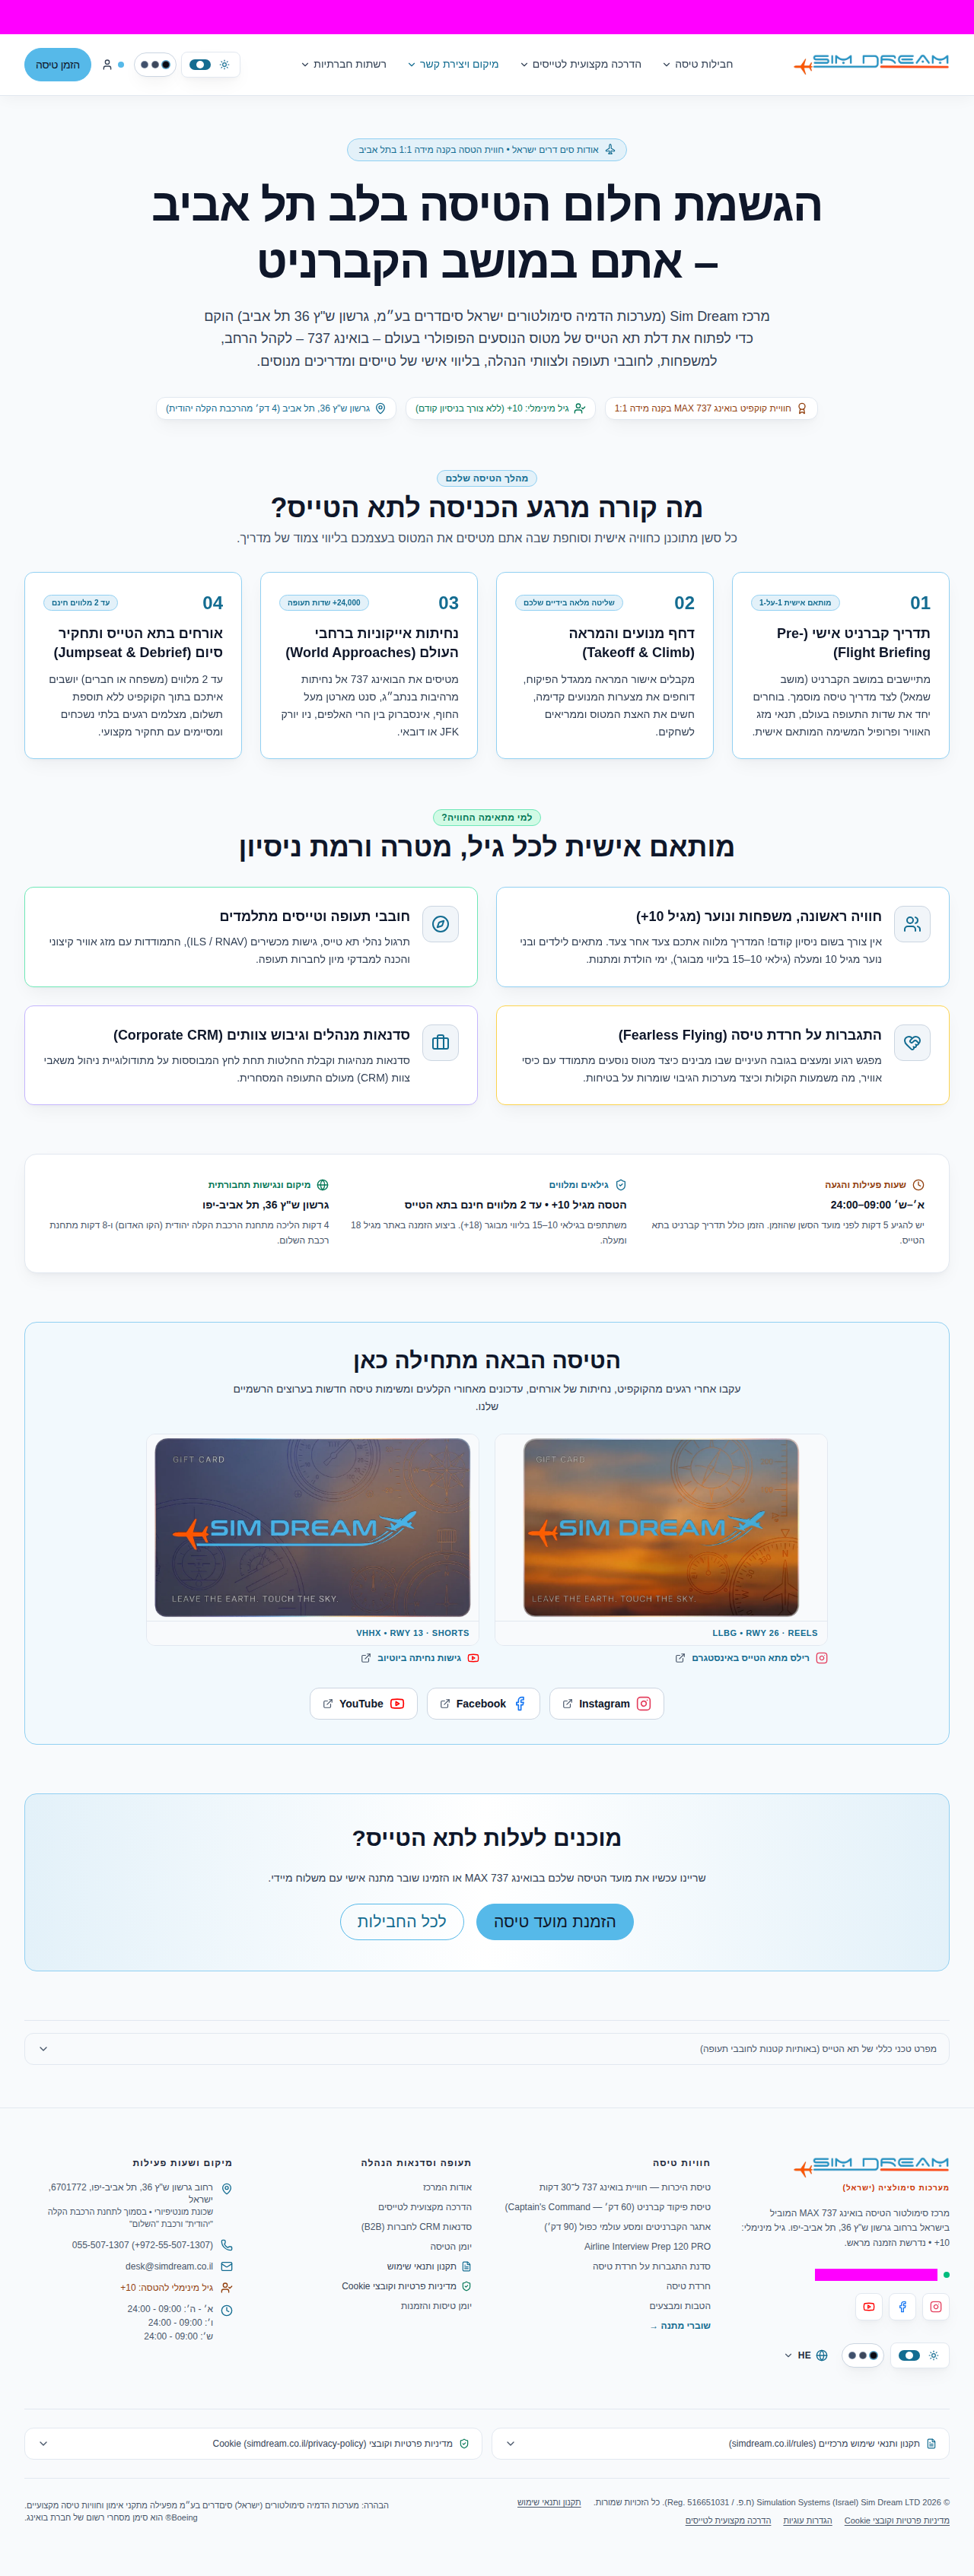 SIM DREAM
חבילות טיסה
הדרכה מקצועית לטייסים
מיקום ויצירת קשר
רשתות חברתיות
הזמן טיסה
אודות סים דרים ישראל • חווית הטסה בקנה מידה 1:1 בתל אביב
הגשמת חלום הטיסה בלב תל אביב
– אתם במושב הקברניט
מרכז Sim Dream (מערכות הדמיה סימולטורים ישראל סימדרים בע״מ, גרשון ש"ץ 36 תל אביב) הוקם
כדי לפתוח את דלת תא הטייס של מטוס הנוסעים הפופולרי בעולם – בואינג 737 – לקהל הרחב,
למשפחות, לחובבי תעופה ולצוותי הנהלה, בליווי אישי של טייסים ומדריכים מנוסים.
חוויית קוקפיט בואינג 737 MAX בקנה מידה 1:1
גיל מינימלי: 10+ (ללא צורך בניסיון קודם)
גרשון ש"ץ 36, תל אביב (4 דק׳ מהרכבת הקלה יהודית)
מהלך הטיסה שלכם
מה קורה מרגע הכניסה לתא הטייס?
כל סשן מתוכנן כחוויה אישית וסוחפת שבה אתם מטיסים את המטוס בעצמכם בליווי צמוד של מדריך.
01
מותאם אישית 1-על-1
תדריך קברניט אישי (Pre-Flight Briefing)
מתיישבים במושב הקברניט (מושב
שמאל) לצד מדריך טיסה מוסמך. בוחרים
יחד את שדות התעופה בעולם, תנאי מזג
האוויר ופרופיל המשימה המותאם אישית.
02
שליטה מלאה בידיים שלכם
דחף מנועים והמראה
(Takeoff & Climb)
מקבלים אישור המראה ממגדל הפיקוח,
דוחפים את מצערות המנועים קדימה,
חשים את האצת המטוס וממריאים
לשחקים.
03
24,000+ שדות תעופה
נחיתות אייקוניות ברחבי
העולם (World Approaches)
מטיסים את הבואינג 737 אל נחיתות
מרהיבות בנתב״ג, סנט מארטן מעל
החוף, אינסברוק בין הרי האלפים, ניו יורק
JFK או דובאי.
04
עד 2 מלווים חינם
אורחים בתא הטייס ותחקיר
סיום (Jumpseat & Debrief)
עד 2 מלווים (משפחה או חברים) יושבים
איתכם בתוך הקוקפיט ללא תוספת
תשלום, מצלמים רגעים בלתי נשכחים
ומסיימים עם תחקיר מקצועי.
למי מתאימה החוויה?
מותאם אישית לכל גיל, מטרה ורמת ניסיון
חוויה ראשונה, משפחות ונוער (מגיל 10+)
אין צורך בשום ניסיון קודם! המדריך מלווה אתכם צעד אחר צעד. מתאים לילדים ובני
נוער מגיל 10 ומעלה (גילאי 10–15 בליווי מבוגר), ימי הולדת ומתנות.
חובבי תעופה וטייסים מתלמדים
תרגול נהלי תא טייס, גישות מכשירים (ILS / RNAV), התמודדות עם מזג אוויר קיצוני
והכנה למבדקי מיון לחברות תעופה.
התגברות על חרדת טיסה (Fearless Flying)
מפגש רגוע ומעצים בגובה העיניים שבו מבינים כיצד מטוס נוסעים מתמודד עם כיסי
אוויר, מה משמעות הקולות וכיצד מערכות הגיבוי שומרות על בטיחות.
סדנאות מנהלים וגיבוש צוותים (Corporate CRM)
סדנאות מנהיגות וקבלת החלטות תחת לחץ המבוססות על מתודולוגיית ניהול משאבי
צוות (CRM) מעולם התעופה המסחרית.
שעות פעילות והגעה
א׳–ש׳ 09:00–24:00
יש להגיע 5 דקות לפני מועד הסשן שהוזמן. הזמן כולל תדריך קברניט בתא
הטייס.
גילאים ומלווים
הטסה מגיל 10+ • עד 2 מלווים חינם בתא הטייס
משתתפים בגילאי 10–15 בליווי מבוגר (18+). ביצוע הזמנה באתר מגיל 18
ומעלה.
מיקום ונגישות תחבורתית
גרשון ש"ץ 36, תל אביב-יפו
4 דקות הליכה מתחנת הרכבת הקלה יהודית (הקו האדום) ו-8 דקות מתחנת
רכבת השלום.
הטיסה הבאה מתחילה כאן
עקבו אחרי רגעים מהקוקפיט, נחיתות של אורחים, עדכונים מאחורי הקלעים ומשימות טיסה חדשות בערוצים הרשמיים
שלנו.
GIFT CARD
SIM DREAM
LEAVE THE EARTH. TOUCH THE SKY.
LLBG • RWY 26 · REELS
רילס מתא הטייס באינסטגרם
GIFT CARD
SIM DREAM
LEAVE THE EARTH. TOUCH THE SKY.
VHHX • RWY 13 · SHORTS
גישות נחיתה ביוטיוב
Instagram
Facebook
YouTube
מוכנים לעלות לתא הטייס?
שריינו עכשיו את מועד הטיסה שלכם בבואינג 737 MAX או הזמינו שובר מתנה אישי עם משלוח מיידי.
הזמנת מועד טיסה
לכל החבילות
מפרט טכני כללי של תא הטייס (באותיות קטנות לחובבי תעופה)
SIM DREAM
מערכות סימולציה (ישראל)
מרכז סימולטור הטיסה בואינג 737 MAX המוביל
בישראל ברחוב גרשון ש״ץ 36, תל אביב-יפו. גיל מינימלי:
10+ • נדרשת הזמנה מראש.
HE
חוויות טיסה
טיסת היכרות — חוויית בואינג 737 ל־30 דקות
טיסת פיקוד קברניט (60 דק׳ — Captain's Command)
אתגר הקברניטים ומסע עולמי כפול (90 דק׳)
Airline Interview Prep 120 PRO
סדנת התגברות על חרדת טיסה
חרדת טיסה
הטבות ומבצעים
שוברי מתנה →
תעופה וסדנאות הנהלה
אודות המרכז
הדרכה מקצועית לטייסים
סדנאות CRM לחברות (B2B)
יומן הטיסה
תקנון ותנאי שימוש
מדיניות פרטיות וקובצי Cookie
יומן טיסות והזמנות
מיקום ושעות פעילות
רחוב גרשון ש"ץ 36, תל אביב-יפו, 6701772,
ישראל
שכונת מונטיפיורי • בסמוך לתחנת הרכבת הקלה
"יהודית" ורכבת "השלום"
055-507-1307 (+972-55-507-1307)
desk@simdream.co.il
גיל מינימלי להטסה: 10+
א׳ - ה׳: 09:00 - 24:00
ו׳: 09:00 - 24:00
ש׳: 09:00 - 24:00
תקנון ותנאי שימוש מרכזיים (simdream.co.il/rules)
מדיניות פרטיות וקובצי Cookie (simdream.co.il/privacy-policy)
© 2026 Simulation Systems (Israel) Sim Dream LTD (ח.פ. / Reg. 516651031). כל הזכויות שמורות.
תקנון ותנאי שימוש
מדיניות פרטיות וקובצי Cookie
הגדרות עוגיות
הדרכה מקצועית לטייסים
הבהרה: מערכות הדמיה סימולטורים (ישראל) סימדרים בע״מ מפעילה מתקני אימון וחוויות טיסה מקצועיים.
Boeing® הוא סימן מסחרי רשום של חברת בואינג.